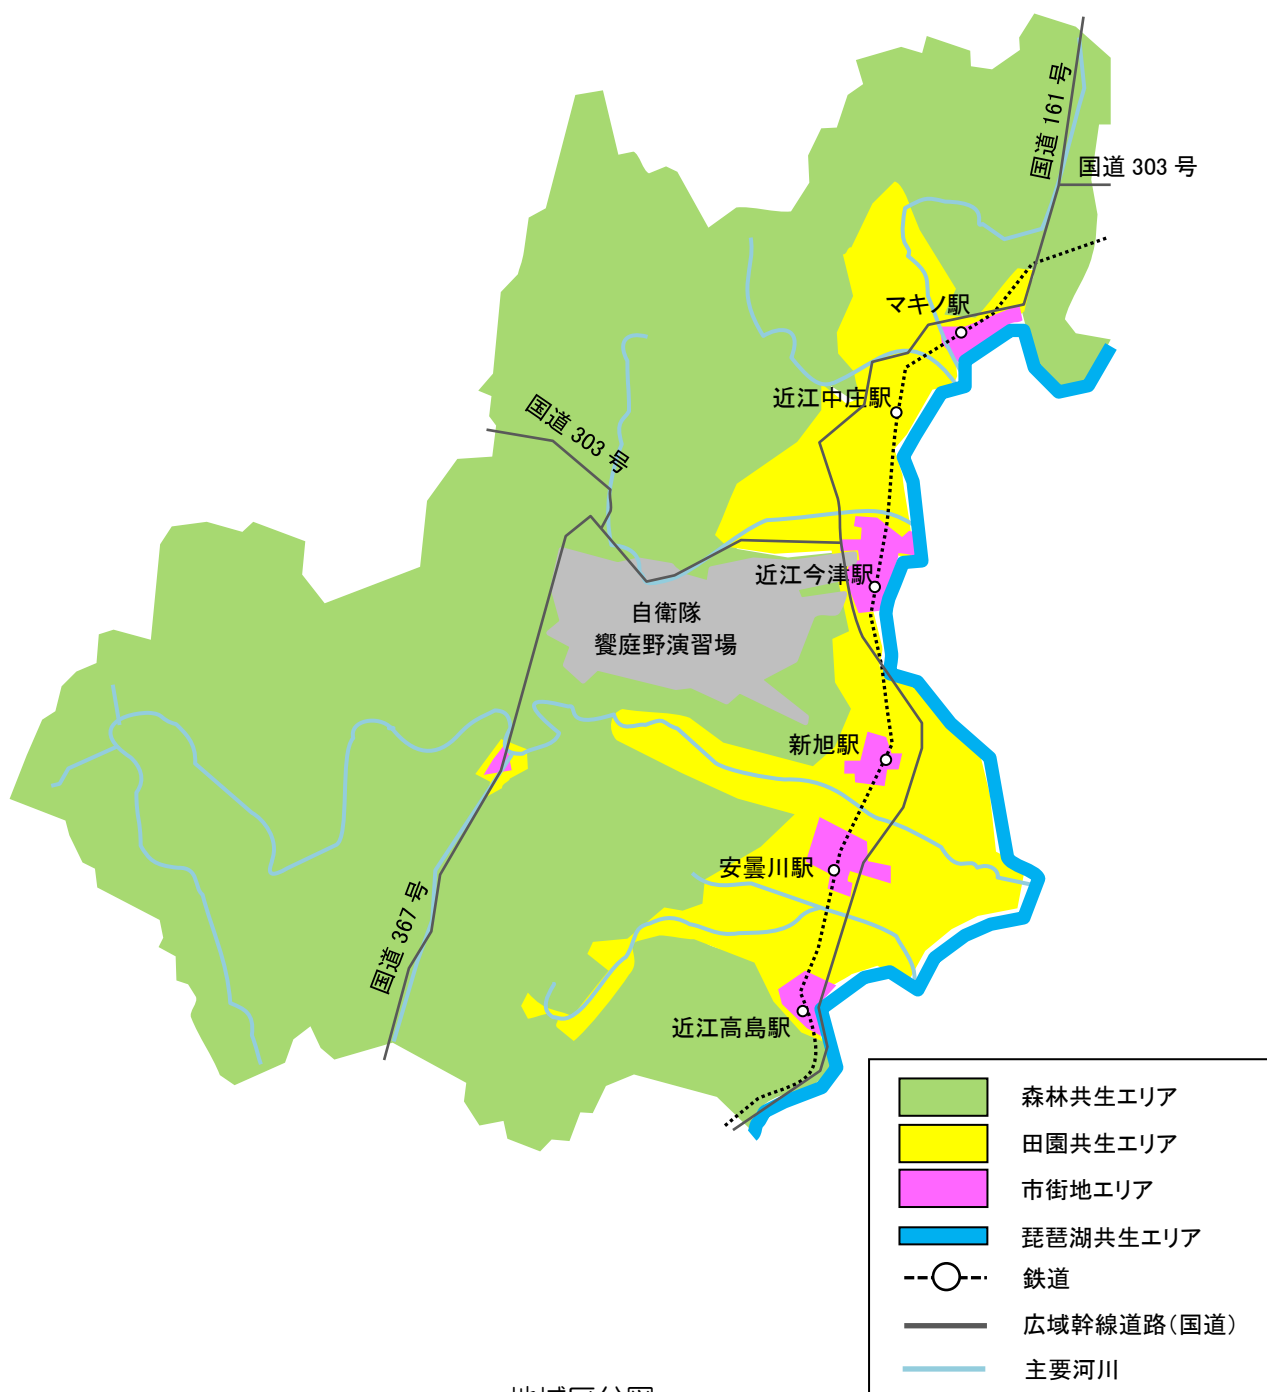 国道 161 号
国道 303 号
マキノ駅
近江中庄駅
国道 303 号
近江今津駅
自衛隊
饗庭野演習場
新旭駅
安曇川駅
国道 367 号
近江高島駅
森林共生エリア
田園共生エリア
市街地エリア
琵琶湖共生エリア
鉄道
広域幹線道路（国道）
主要河川